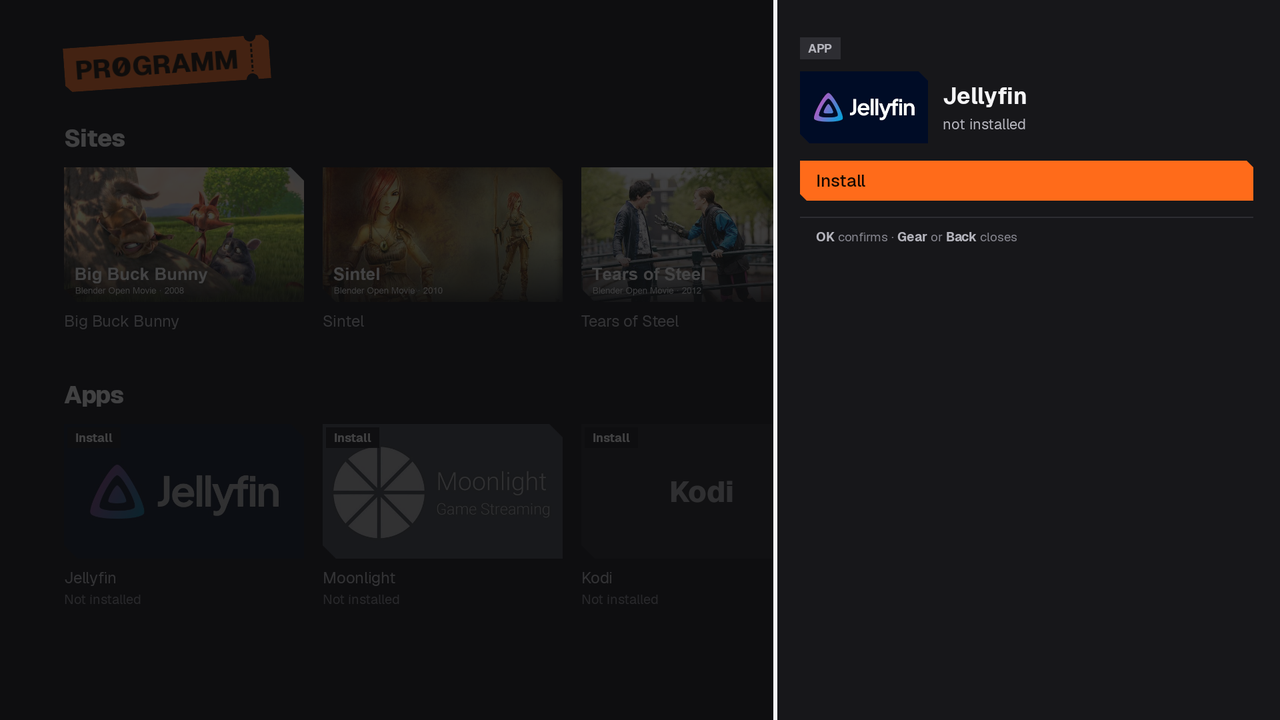 PRØGRAMM
Sites
Big Buck Bunny
Blender Open Movie · 2008
Big Buck Bunny
Sintel
Blender Open Movie · 2010
Sintel
Tears of Steel
Blender Open Movie · 2012
Tears of Steel
Apps
Install
Jellyfin
Jellyfin
Not installed
Install
Moonlight
Game Streaming
Moonlight
Not installed
Install
Kodi
Kodi
Not installed
APP
Jellyfin
Jellyfin
not installed
Install
OK confirms · Gear or Back closes